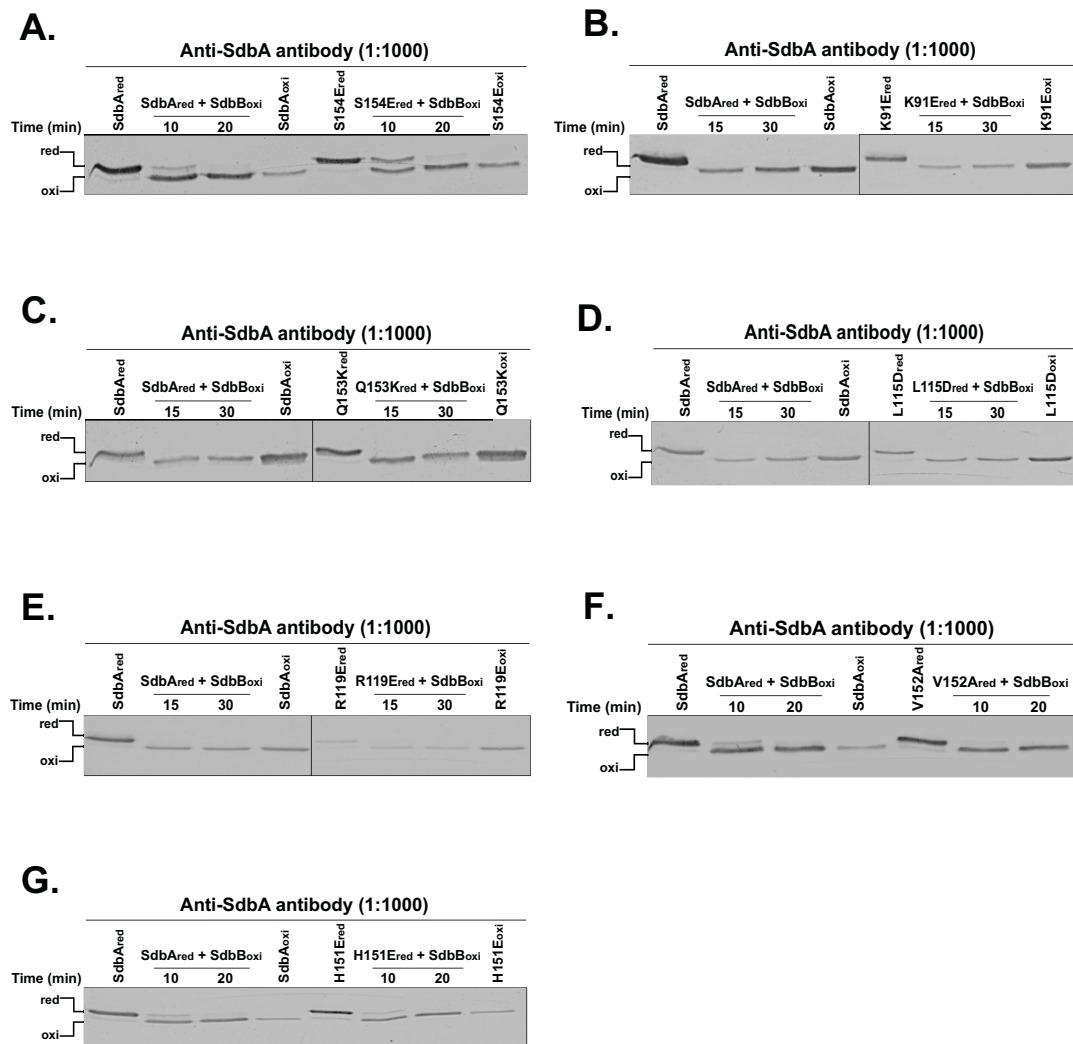 A.
Anti-SdbA antibody (1:1000)
SdbAred
SdbAred + SdbBoxi
SdbAoxi
S154Ered
S154Ered + SdbBoxi
S154Eoxi
Time (min) 10 20 10 20
red
oxi
B.
Anti-SdbA antibody (1:1000)
SdbAred
SdbAred + SdbBoxi
SdbAoxi
K91Ered
K91Ered + SdbBoxi
K91Eoxi
Time (min) 15 30 15 30
red
oxi
C.
Anti-SdbA antibody (1:1000)
SdbAred
SdbAred + SdbBoxi
SdbAoxi
Q153Kred
Q153Kred + SdbBoxi
Q153Koxi
Time (min) 15 30 15 30
red
oxi
D.
Anti-SdbA antibody (1:1000)
SdbAred
SdbAred + SdbBoxi
SdbAoxi
L115Dred
L115Dred + SdbBoxi
L115Doxi
Time (min) 15 30 15 30
red
oxi
E.
Anti-SdbA antibody (1:1000)
SdbAred
SdbAred + SdbBoxi
SdbAoxi
R119Ered
R119Ered + SdbBoxi
R119Eoxi
Time (min) 15 30 15 30
red
oxi
F.
Anti-SdbA antibody (1:1000)
SdbAred
SdbAred + SdbBoxi
SdbAoxi
V152Ared
V152Ared + SdbBoxi
Time (min) 10 20 10 20
red
oxi
G.
Anti-SdbA antibody (1:1000)
SdbAred
SdbAred + SdbBoxi
SdbAoxi
H151Ered
H151Ered + SdbBoxi
H151Eoxi
Time (min) 10 20 10 20
red
oxi